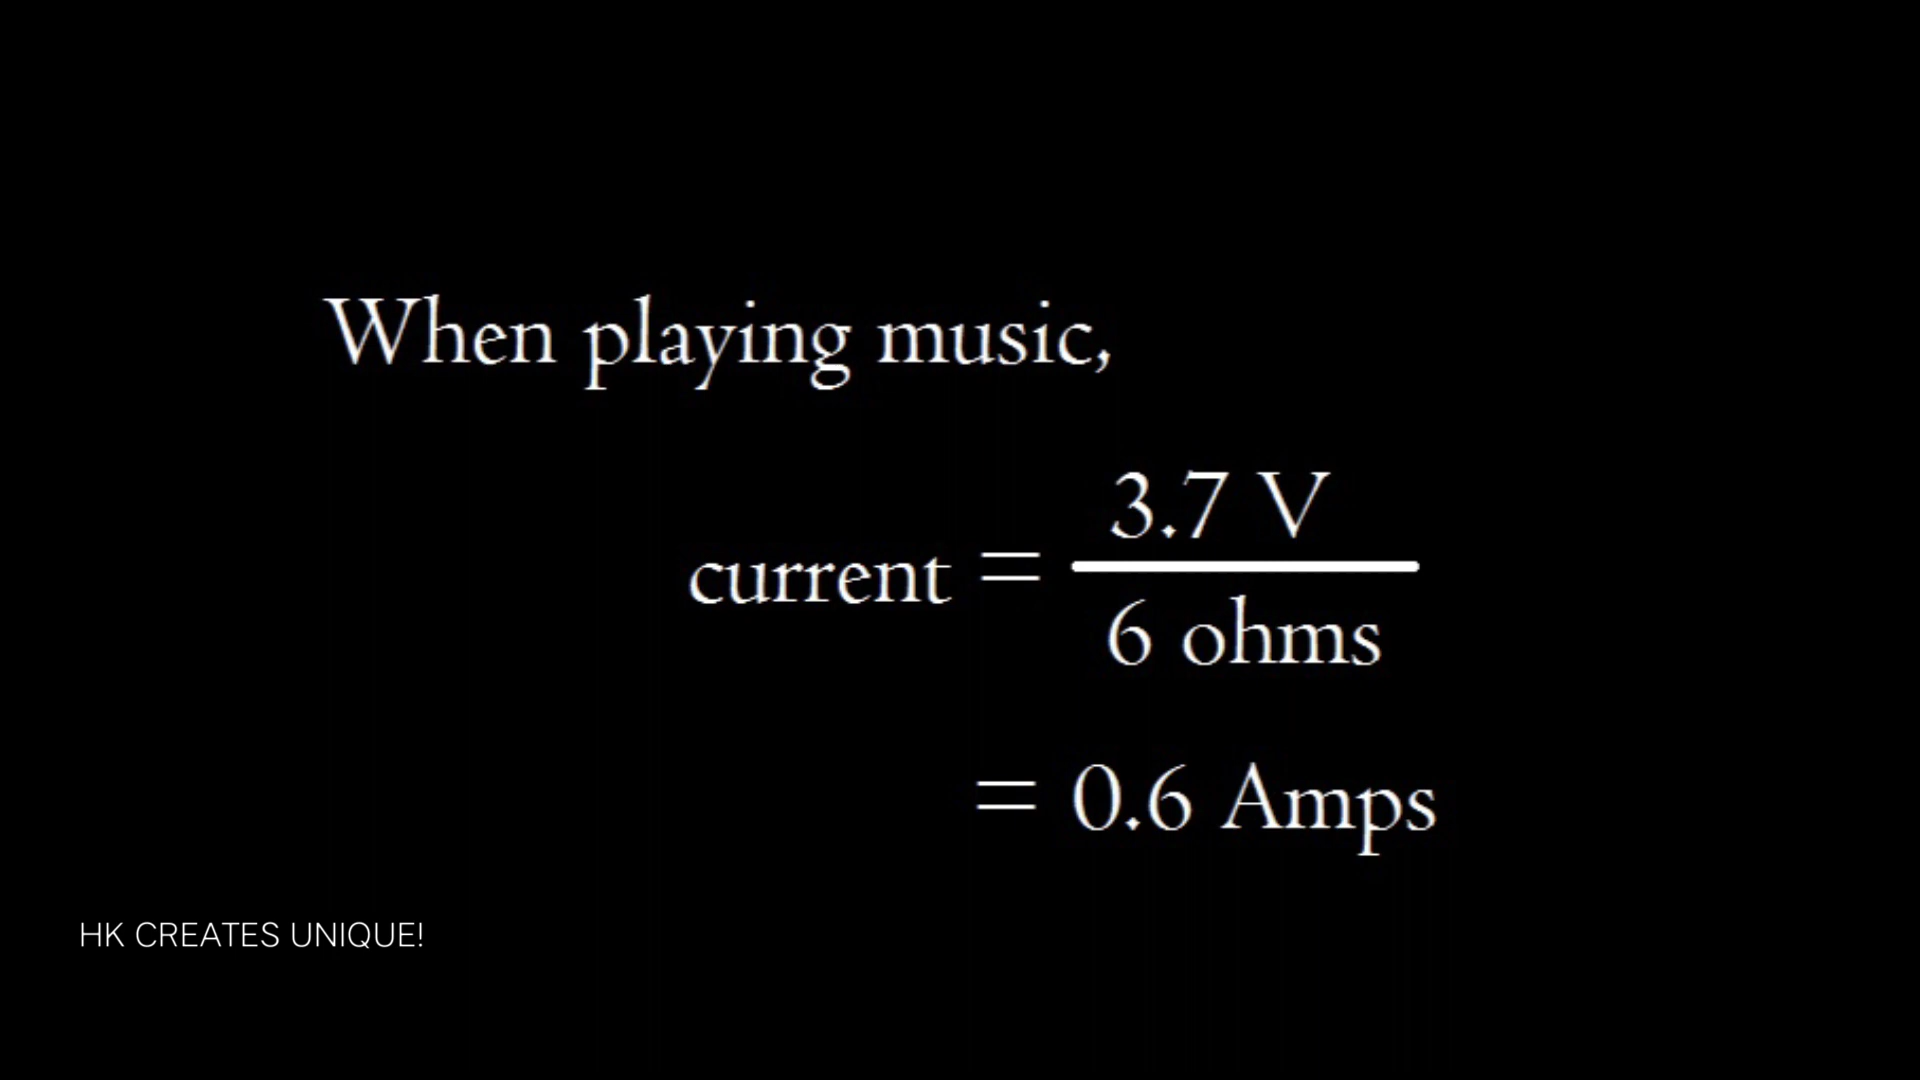 When playing music,
current = 3.7 V
6 ohms
= 0.6 Amps
HK CREATES UNIQUE!